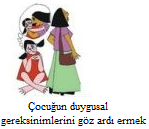 Çocuğun duygusal
gereksinimlerini göz ardı ermek